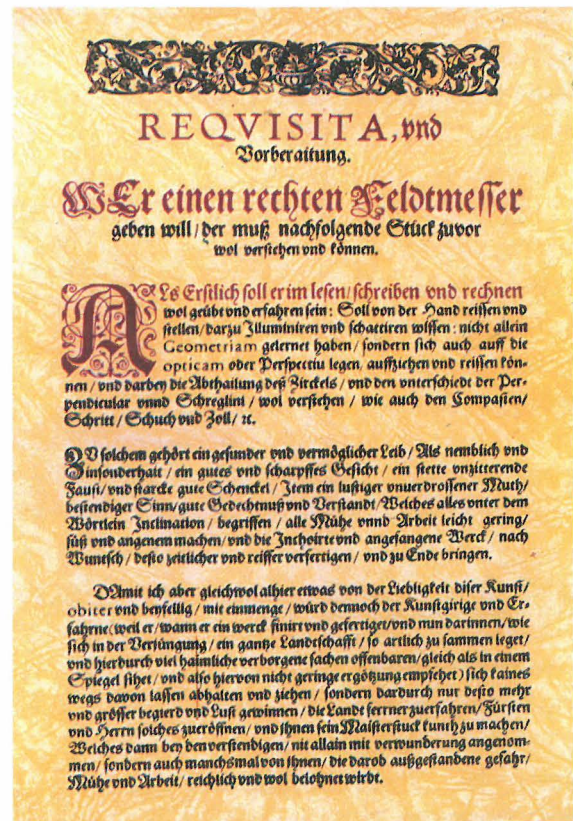 REQVISITA, vnd
Vorberaitung.
WEr einen rechten Feldtmesser
geben will / der muß nachfolgende Stück zuvor
wol verstehen vnd können.
ALs Erstlich soll er im lesen / schreiben vnd rechnen
wol geübt vnd erfahren sein: Soll von der Hand reissen vnd
stellen / darzu Jlluminiren vnd schattiren wissen: nicht allein
Geometriam gelernet haben / sondern sich auch auff die
opticam oder Perspectiu legen, auffziehen vnd reissen kön-
nen / vnd darbey die Abthailung deß Zirckels / vnd den vnterschiedt der Per-
pendicular vnnd Schreglini / wol verstehen / wie auch den Compassen /
Schritt / Schuch vnd Zoll / ꝛc.
ZV solchem gehört ein gesunder vnd vermöglicher Leib / Als nemblich vnd
insonderhait / ein gutes vnd scharpffes Gesicht / ein stette vnzitterende
Faust / vnd starcke gute Schenckel / Jtem ein lustiger vnuerdrossener Muth /
bestendiger Sinn / gute Gedechtnuß vnd Verstandt / Welches alles vnter dem
Wörtlein Inclination / begriffen / alle Mühe vnnd Arbeit leicht gering /
süß vnd angenem machen / vnd die Jnchoirte vnd angefangene Werck / nach
Wuntsch / desto zeitlicher vnd reiffer verfertigen / vnd zu Ende bringen.
DAmit ich aber gleichwol alhier etwas von der Liebligkeit diser Kunst /
obiter vnd beyfellig / mit einmenge / würd dennoch der Kunstgirige vnd Er-
fahrne (weil er / wann er ein werck finirt vnd gefertiget / vnd nun darinnen / wie
sich in der Verjüngung / ein gantze Landtschafft / so artlich zu sammen leget /
vnd hierdurch viel haimliche verborgene sachen offenbaren / gleich als in einem
Spiegel sihet / vnd also hiervon nicht geringe ergötzung empfehet) sich kaines
wegs davon lassen abhalten vnd ziehen / sondern dardurch nur desto mehr
vnd grösser begierd vnd Lust gewinnen / die Lande ferrner zuerfahren / Fürsten
vnd Herrn solches zueröffnen / vnd ihnen sein Maisterstuck kunth zu machen /
Welches dann bey den verstendigen / nit allain mit verwunderung angenom-
men / sondern auch manchsmal von ihnen / die darob außgestandene gefahr /
Mühe vnd Arbeit / reichlich vnd wol belohnet wirdt.